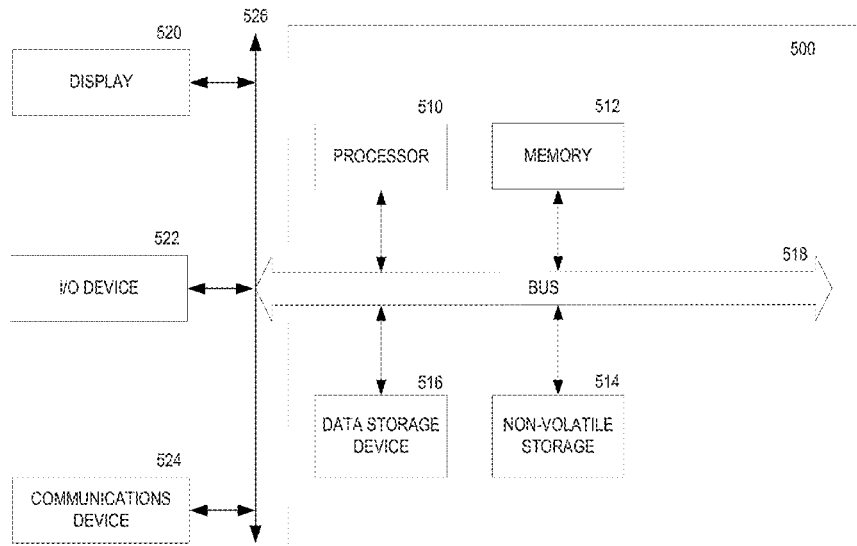 526
520
500
DISPLAY
510
512
PROCESSOR
MEMORY
522
518
I/O DEVICE
BUS
516
514
DATA STORAGE
DEVICE
NON-VOLATILE
STORAGE
524
COMMUNICATIONS
DEVICE